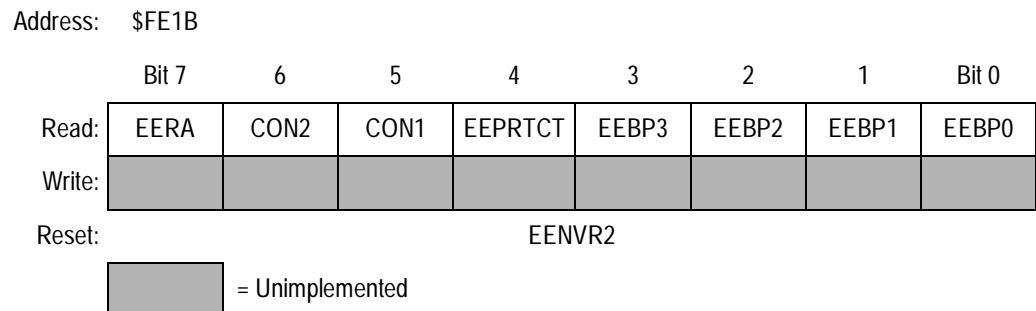 Address: $FE1B
Bit 7 6 5 4 3 2 1 Bit 0
Read: EERA CON2 CON1 EEPRTCT EEBP3 EEBP2 EEBP1 EEBP0
Write:
Reset: EENVR2
= Unimplemented